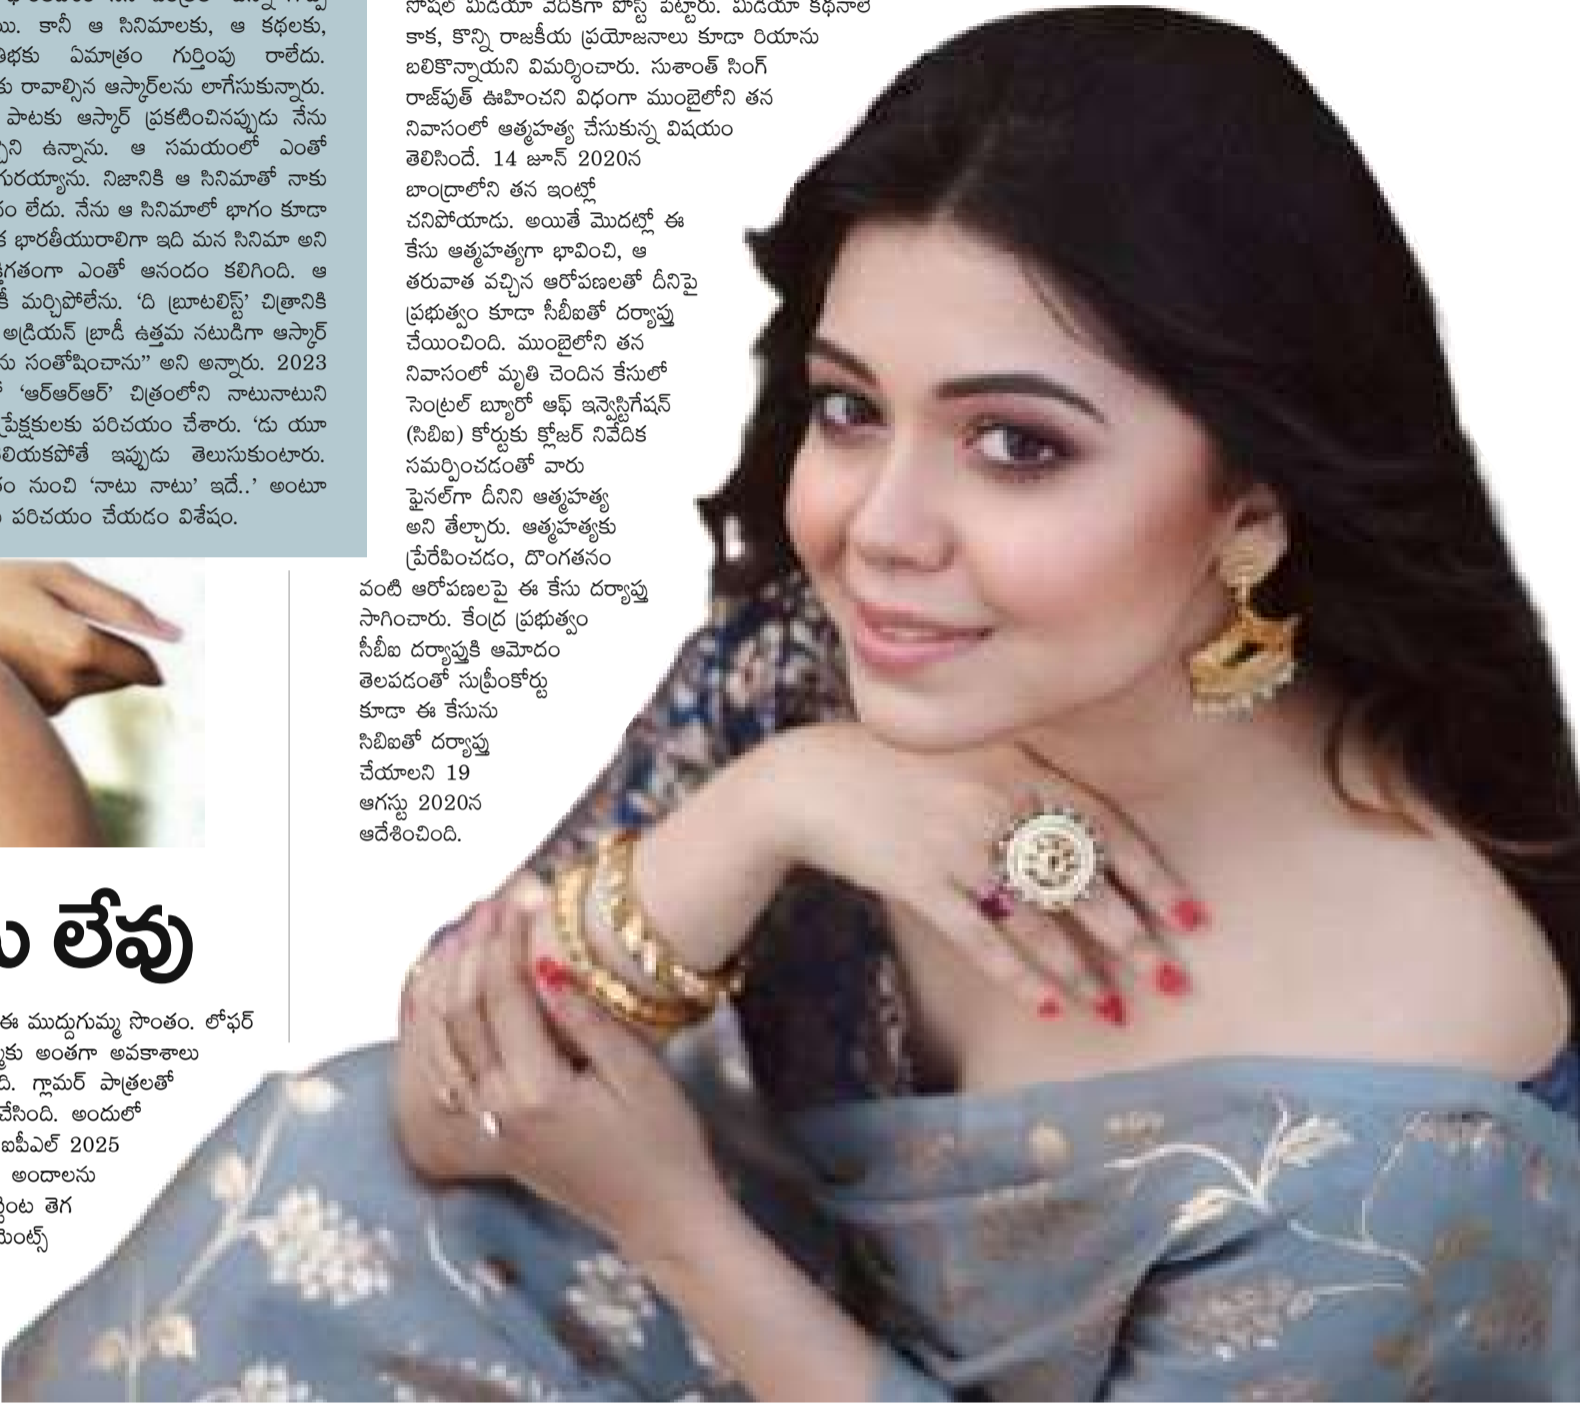 యి. కానీ ఆ సినిమాలకు, ఆ కథలకు,
ఏమాత్రం గుర్తింపు రాలేదు.
రావాల్సిన ఆస్కార్‌లను లాగేసుకున్నారు.
పాటకు ఆస్కార్ ప్రకటించినప్పుడు నేను
ఉన్నాను. ఆ సమయంలో ఎంతో
నిజానికి ఆ సినిమాతో నాకు
లేదు. నేను ఆ సినిమాలో భాగం కూడా
భారతీయురాలిగా ఇది మన సినిమా అని
ఎంతో ఆనందం కలిగింది. ఆ
మర్చిపోలేను. ‘ది బ్రూటలిస్ట్’ చిత్రానికి
అడ్రియన్ బ్రాడీ ఉత్తమ నటుడిగా ఆస్కార్
సంతోషించాను” అని అన్నారు. 2023
‘ఆర్ఆర్ఆర్’ చిత్రంలోని నాటునాటుని
ప్రేక్షకులకు పరిచయం చేశారు. ‘డు యూ
ఇప్పుడు తెలుసుకుంటారు.
నుంచి ‘నాటు నాటు’ ఇదే..’ అంటూ
పరిచయం చేయడం విశేషం.
సోషల్ మీడియా వేదికగా పోస్ట్ పెట్టారు. మీడియా కథనాలే
కాక, కొన్ని రాజకీయ ప్రయోజనాలు కూడా రియాను
బలికొన్నాయని విమర్శించారు. సుశాంత్ సింగ్
రాజ్‌పుత్ ఊహించని విధంగా ముంబైలోని తన
నివాసంలో ఆత్మహత్య చేసుకున్న విషయం
తెలిసిందే. 14 జూన్ 2020న
బాంద్రాలోని తన ఇంట్లో
చనిపోయాడు. అయితే మొదట్లో ఈ
కేసు ఆత్మహత్యగా భావించి, ఆ
తరువాత వచ్చిన ఆరోపణలతో దీనిపై
ప్రభుత్వం కూడా సీబీఐతో దర్యాప్తు
చేయించింది. ముంబైలోని తన
నివాసంలో మృతి చెందిన కేసులో
సెంట్రల్ బ్యూరో ఆఫ్ ఇన్వెస్టిగేషన్
(సిబిఐ) కోర్టుకు క్లోజర్ నివేదిక
సమర్పించడంతో వారు
ఫైనల్‌గా దీనిని ఆత్మహత్య
అని తేల్చారు. ఆత్మహత్యకు
ప్రేరేపించడం, దొంగతనం
వంటి ఆరోపణలపై ఈ కేసు దర్యాప్తు
సాగించారు. కేంద్ర ప్రభుత్వం
సీబీఐ దర్యాప్తుకి ఆమోదం
తెలపడంతో సుప్రీంకోర్టు
కూడా ఈ కేసును
సిబిఐతో దర్యాప్తు
చేయాలని 19
ఆగస్టు 2020న
ఆదేశించింది.
లేవు
ఈ ముద్దుగుమ్మ సొంతం. లోఫర్
అంతగా అవకాశాలు
గ్లామర్ పాత్రలతో
చేసింది. అందులో
ఐపీఎల్ 2025
అందాలను
తెగ